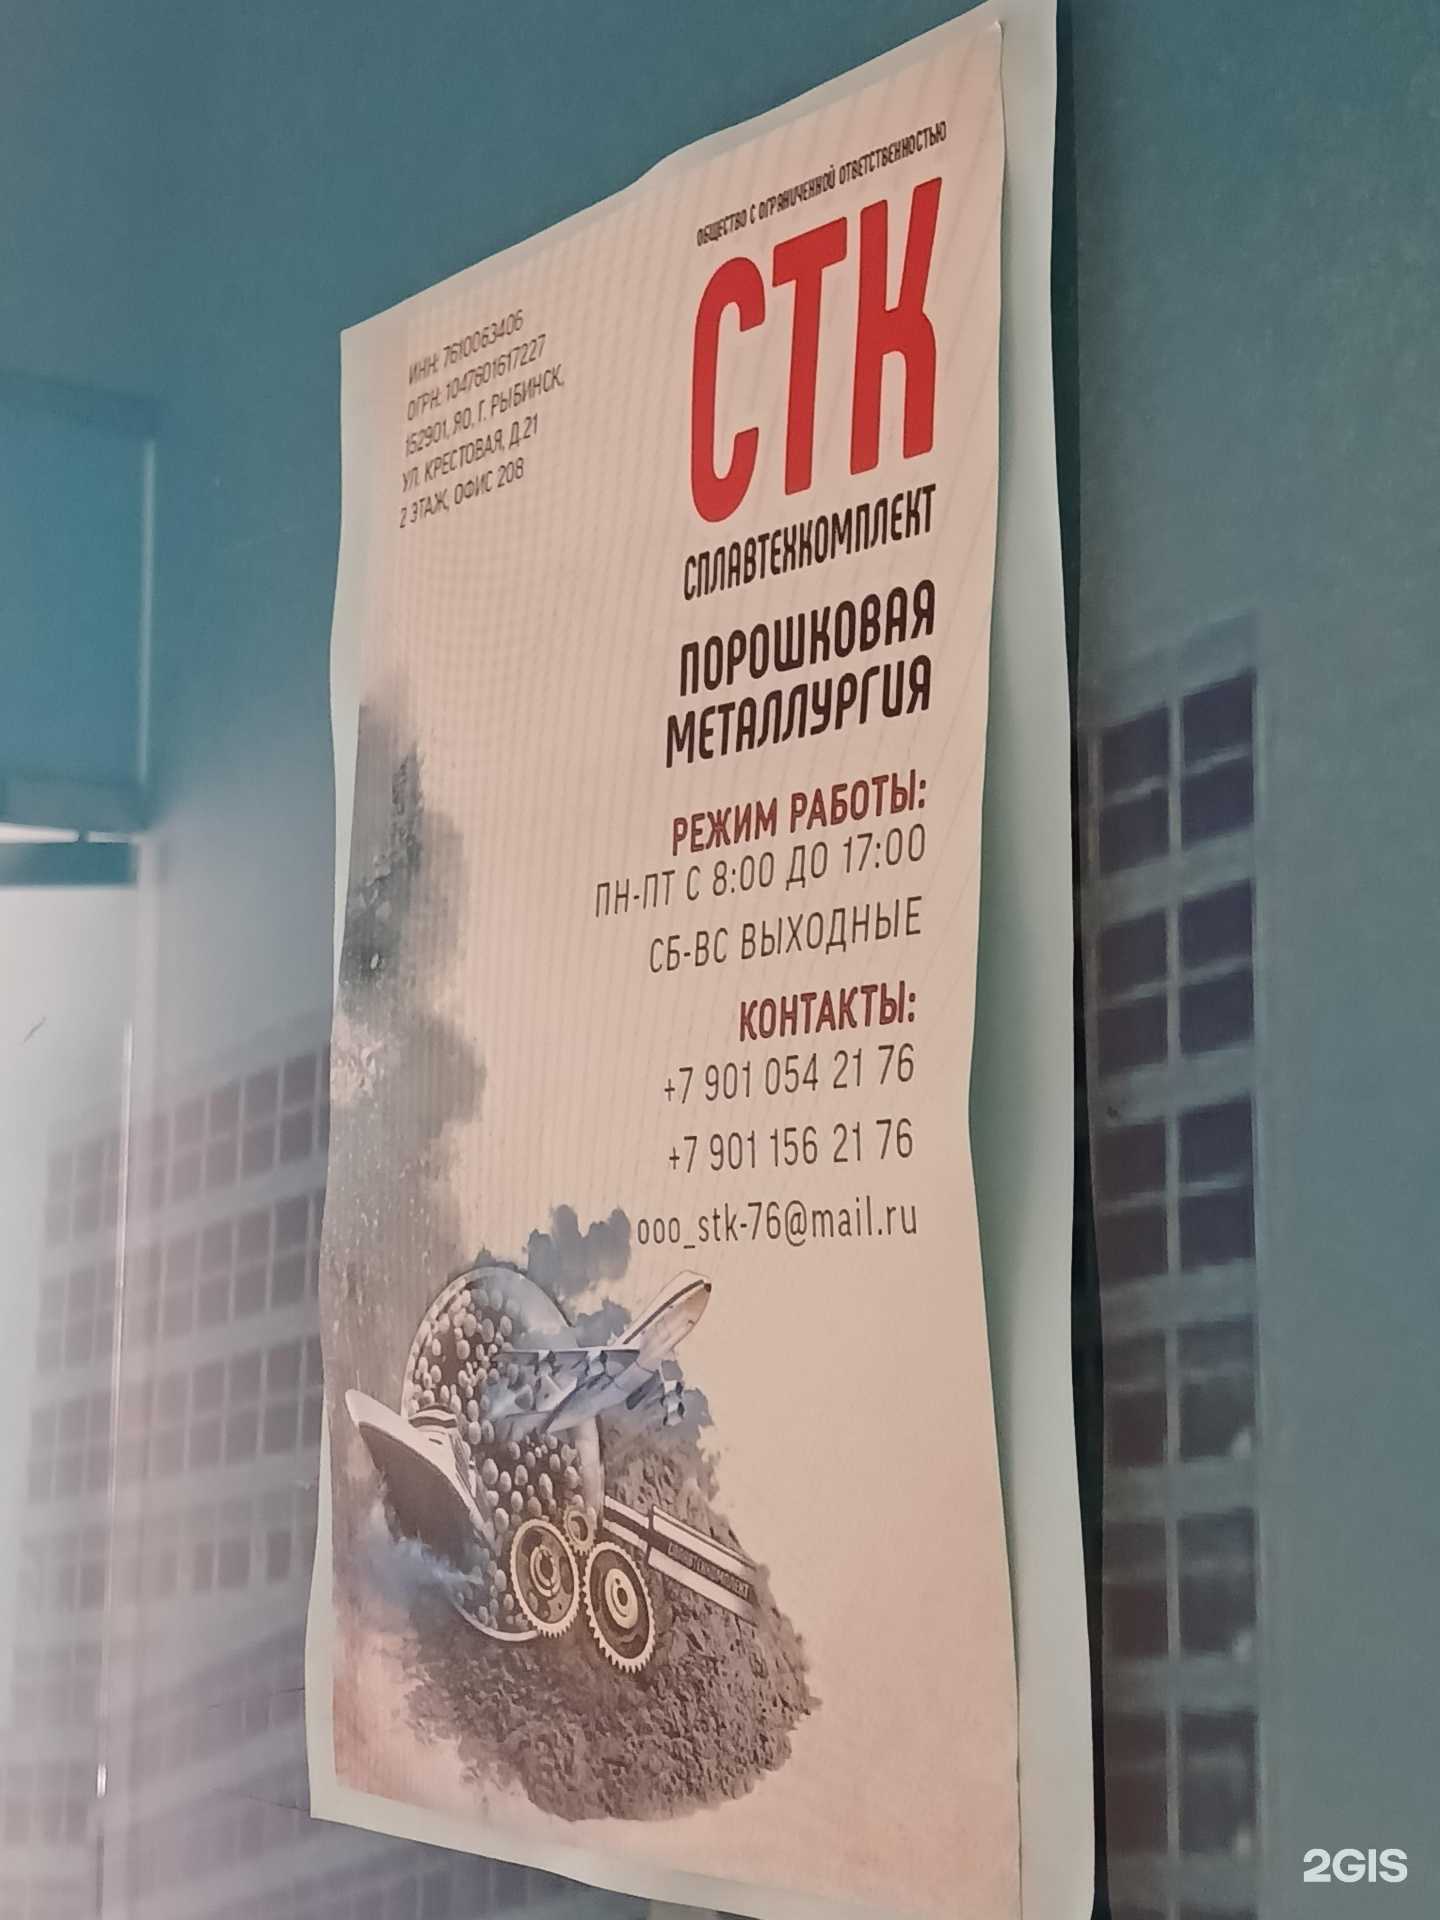 ОБЩЕСТВО С ОГРАНИЧЕННОЙ ОТВЕТСТВЕННОСТЬЮ
СТК
СПЛАВТЕХКОМПЛЕКТ
ПОРОШКОВАЯ
МЕТАЛЛУРГИЯ
ИНН: 7610063406
ОГРН: 1047601617227
152901, ЯО, Г. РЫБИНСК,
УЛ. КРЕСТОВАЯ, Д.21
2 ЭТАЖ, ОФИС 208
РЕЖИМ РАБОТЫ:
ПН-ПТ С 8:00 ДО 17:00
СБ-ВС ВЫХОДНЫЕ
КОНТАКТЫ:
+7 901 054 21 76
+7 901 156 21 76
ooo_stk-76@mail.ru
СПЛАВТЕХКОМПЛЕКТ
2GIS